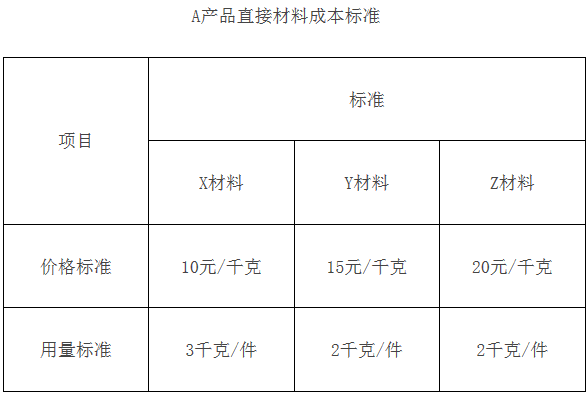 A产品直接材料成本标准
项目
标准
X材料 Y材料 Z材料
价格标准 10元/千克 15元/千克 20元/千克
用量标准 3千克/件 2千克/件 2千克/件